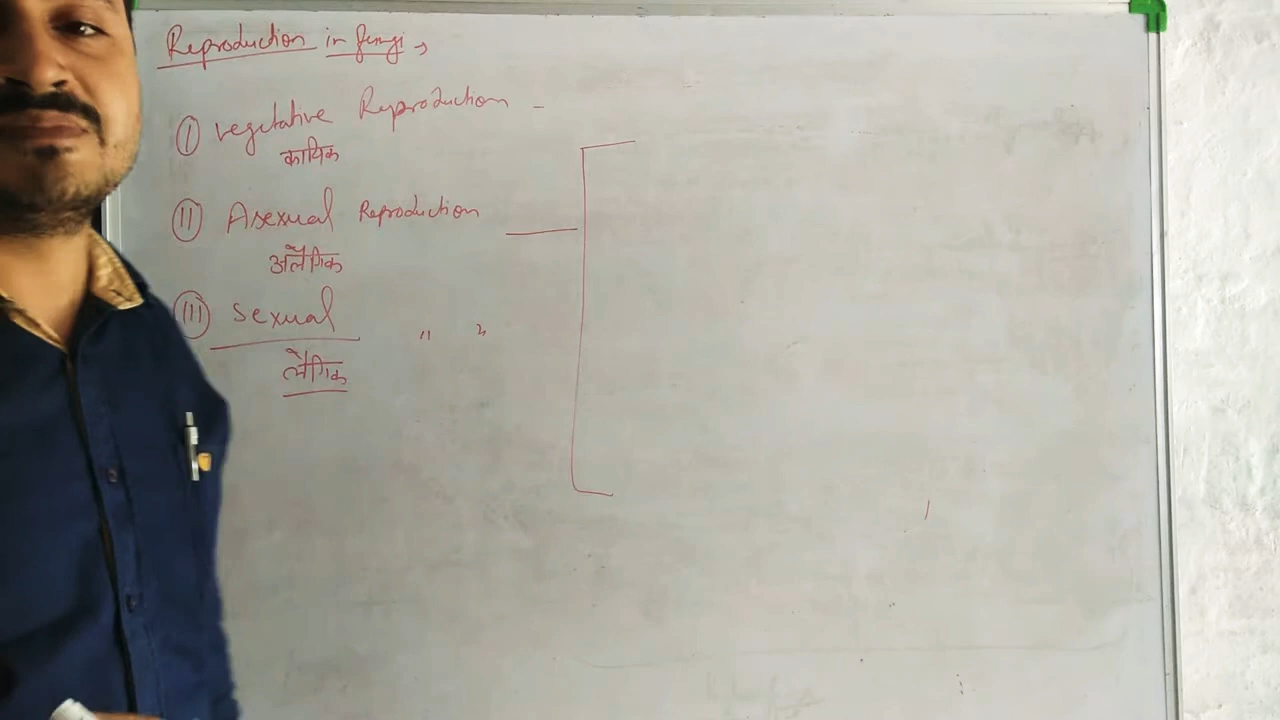 Reproduction in fungi →
(I) vegetative Reproduction -
कायिक
(II) Asexual Reproduction
अलैंगिक
(III) Sexual " "
लैंगिक